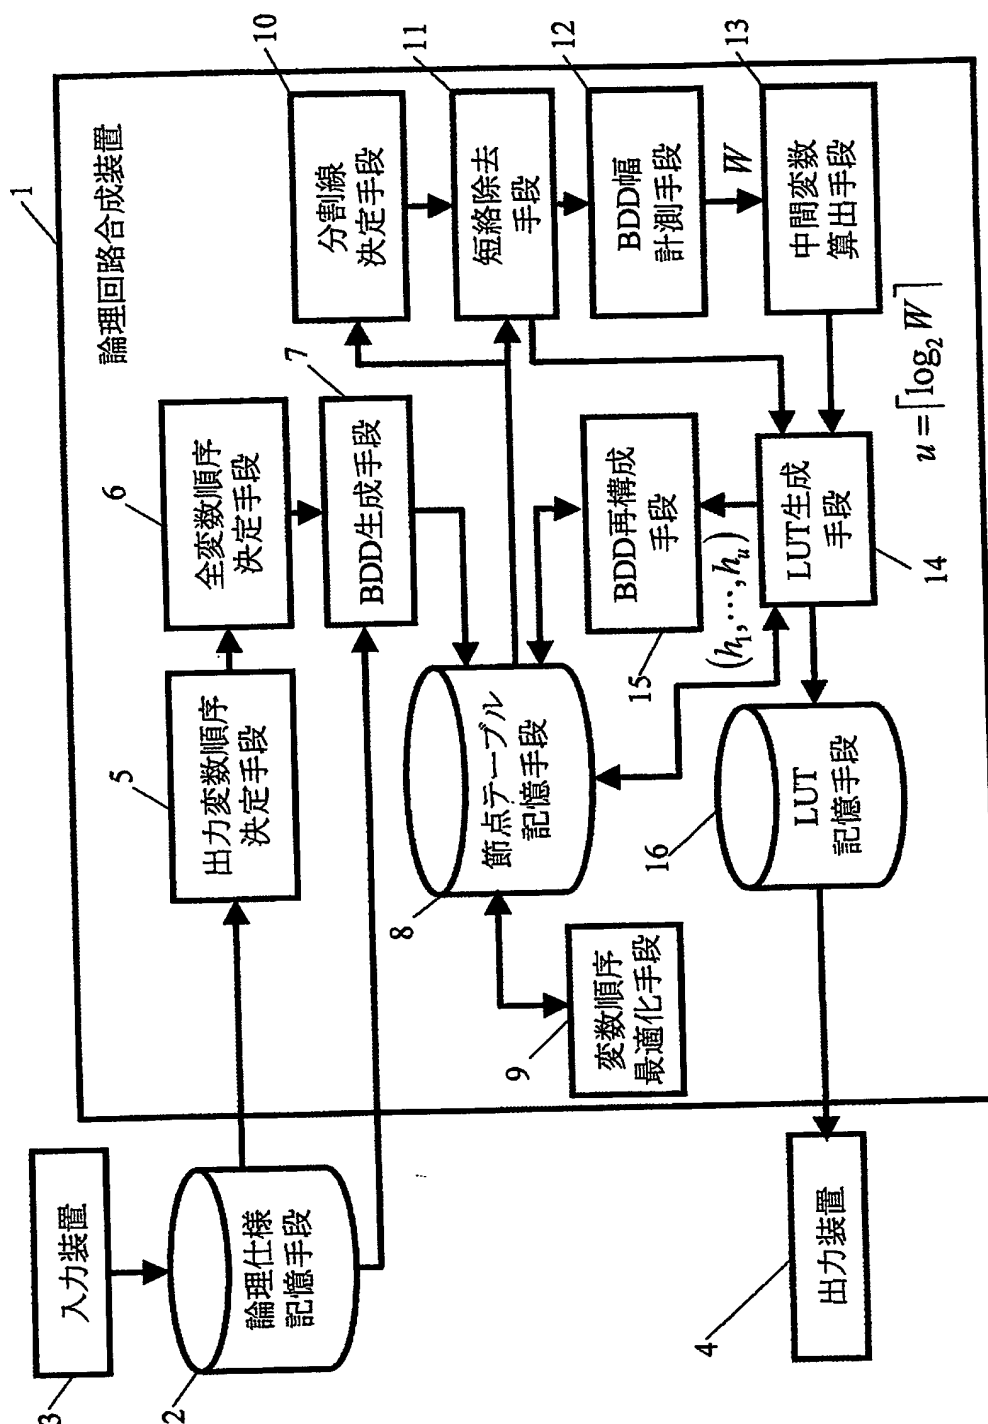 1
論理回路合成装置
3
入力装置
2
論理仕様
記憶手段
5
出力変数順序
決定手段
6
全変数順序
決定手段
7
BDD生成手段
8
節点テーブル
記憶手段
9
変数順序
最適化手段
10
分割線
決定手段
11
短絡除去
手段
12
BDD幅
計測手段
W
13
中間変数
算出手段
u=⌈log₂W⌉
14
LUT生成
手段
15
BDD再構成
手段
(h₁,⋯,hᵤ)
16
LUT
記憶手段
4
出力装置